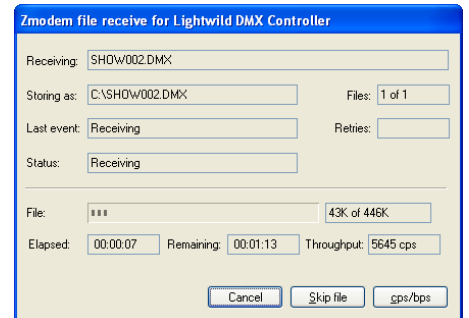 Zmodem file receive for Lightwild DMX Controller
Receiving: SHOW002.DMX
Storing as: C:\SHOW002.DMX Files: 1 of 1
Last event: Receiving Retries:
Status: Receiving
File: 43K of 446K
Elapsed: 00:00:07 Remaining: 00:01:13 Throughput: 5645 cps
Cancel Skip file cps/bps